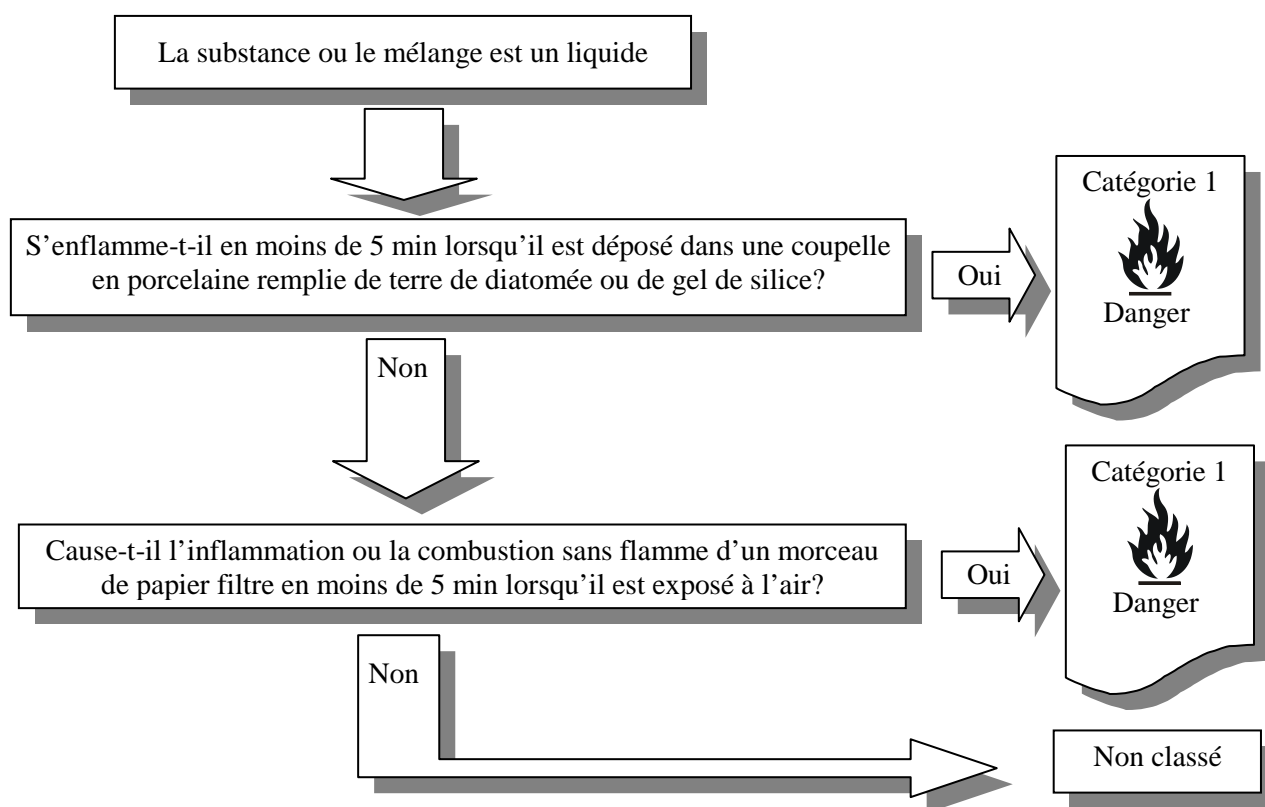 La substance ou le mélange est un liquide
S’enflamme-t-il en moins de 5 min lorsqu’il est déposé dans une coupelle
en porcelaine remplie de terre de diatomée ou de gel de silice?
Oui
Catégorie 1
Danger
Non
Cause-t-il l’inflammation ou la combustion sans flamme d’un morceau
de papier filtre en moins de 5 min lorsqu’il est exposé à l’air?
Oui
Catégorie 1
Danger
Non
Non classé